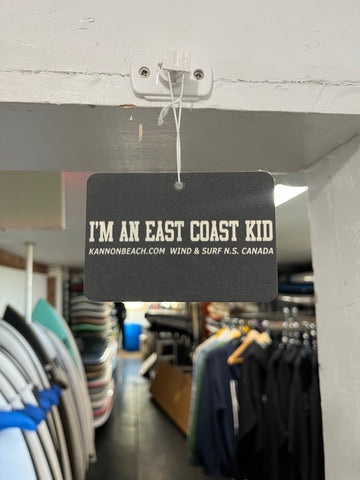 I'M AN EAST COAST KID
KANNONBEACH.COM WIND & SURF N.S. CANADA